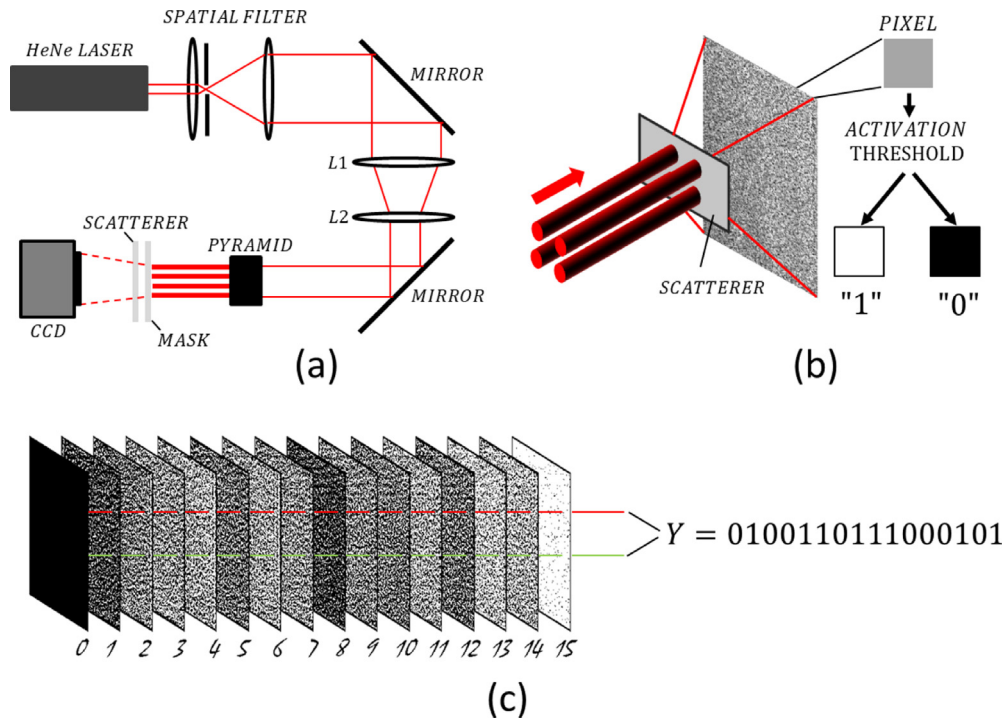 SPATIAL FILTER
HeNe LASER
MIRROR
L1
L2
SCATTERER
PYRAMID
MIRROR
CCD
MASK
(a)
PIXEL
ACTIVATION
THRESHOLD
SCATTERER
"1" "0"
(b)
Y = 0100110111000101
0 1 2 3 4 5 6 7 8 9 10 11 12 13 14 15
(c)